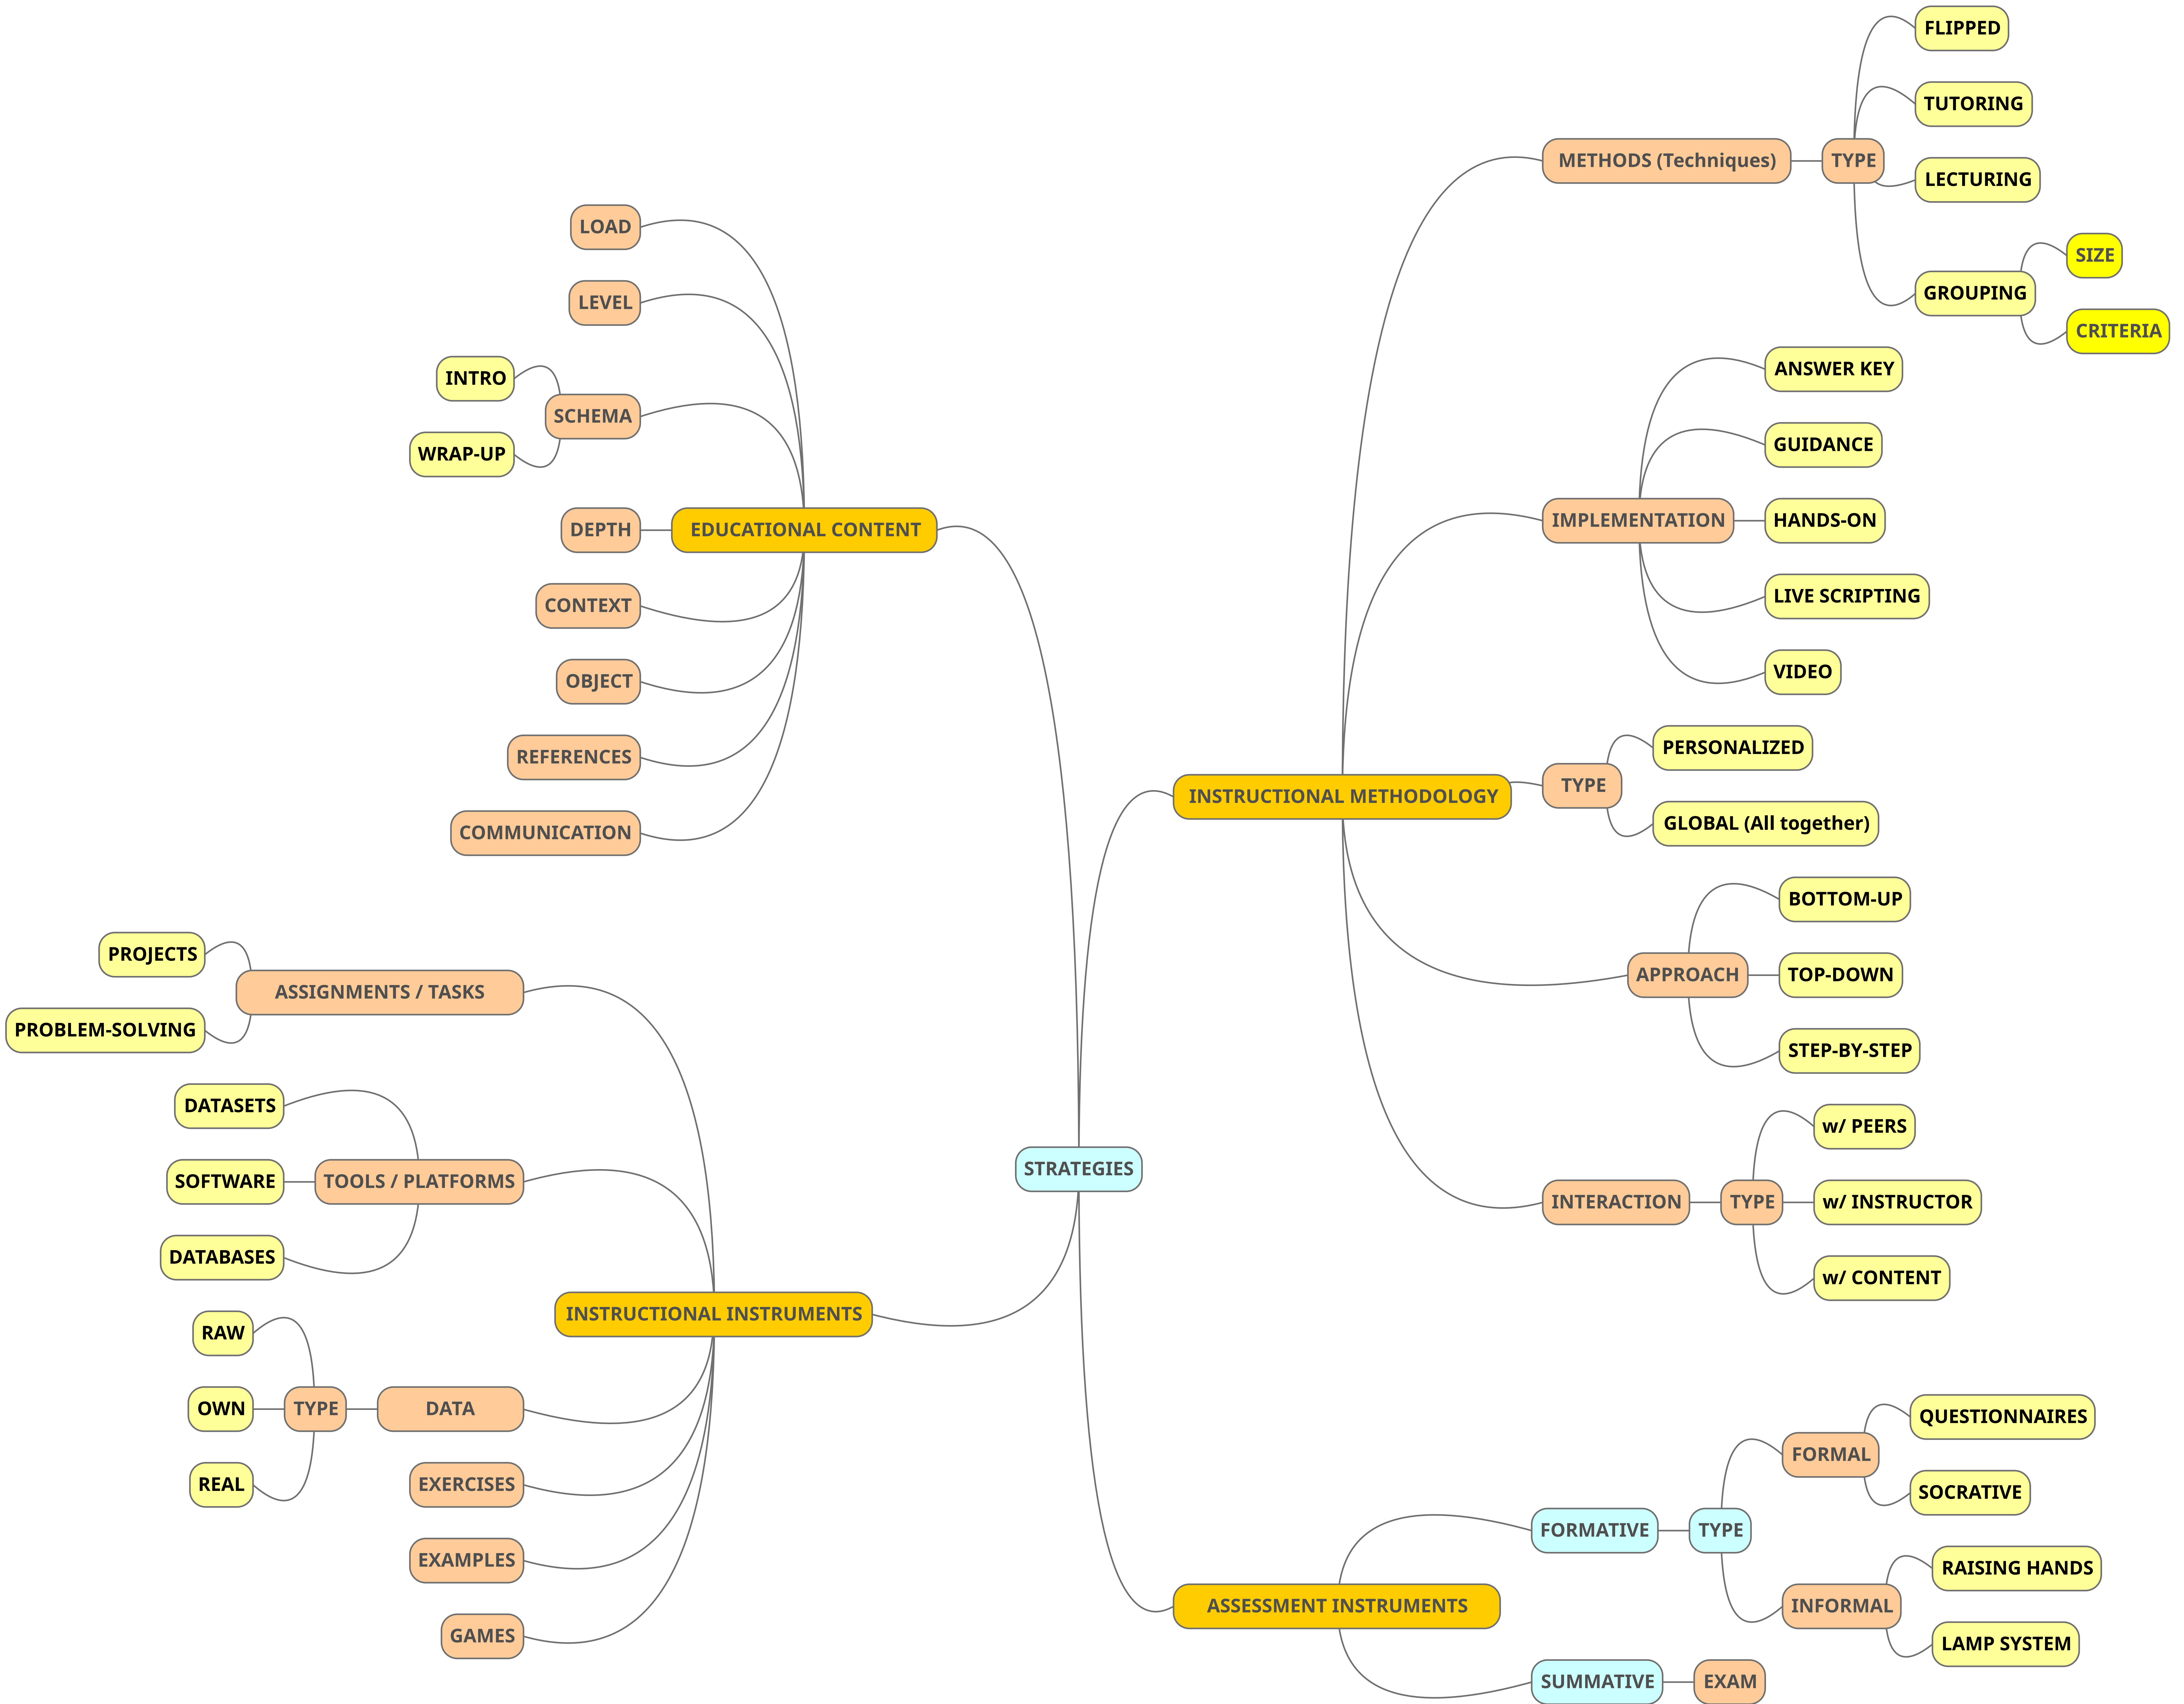 STRATEGIES
EDUCATIONAL CONTENT
LOAD
LEVEL
SCHEMA
INTRO
WRAP-UP
DEPTH
CONTEXT
OBJECT
REFERENCES
COMMUNICATION
INSTRUCTIONAL INSTRUMENTS
ASSIGNMENTS / TASKS
PROJECTS
PROBLEM-SOLVING
TOOLS / PLATFORMS
DATASETS
SOFTWARE
DATABASES
DATA
TYPE
RAW
OWN
REAL
EXERCISES
EXAMPLES
GAMES
INSTRUCTIONAL METHODOLOGY
METHODS (Techniques)
TYPE
FLIPPED
TUTORING
LECTURING
GROUPING
SIZE
CRITERIA
IMPLEMENTATION
ANSWER KEY
GUIDANCE
HANDS-ON
LIVE SCRIPTING
VIDEO
TYPE
PERSONALIZED
GLOBAL (All together)
APPROACH
BOTTOM-UP
TOP-DOWN
STEP-BY-STEP
INTERACTION
TYPE
w/ PEERS
w/ INSTRUCTOR
w/ CONTENT
ASSESSMENT INSTRUMENTS
FORMATIVE
TYPE
FORMAL
QUESTIONNAIRES
SOCRATIVE
INFORMAL
RAISING HANDS
LAMP SYSTEM
SUMMATIVE
EXAM